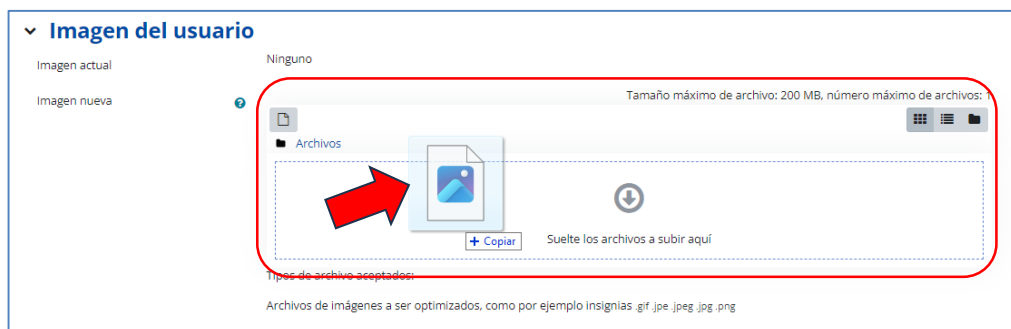 Imagen del usuario
Imagen actual
Ninguno
Imagen nueva
Tamaño máximo de archivo: 200 MB, número máximo de archivos: 1
Archivos
+ Copiar
Suelte los archivos a subir aquí
Tipos de archivo aceptados:
Archivos de imágenes a ser optimizados, como por ejemplo insignias .gif .jpe .jpeg .jpg .png